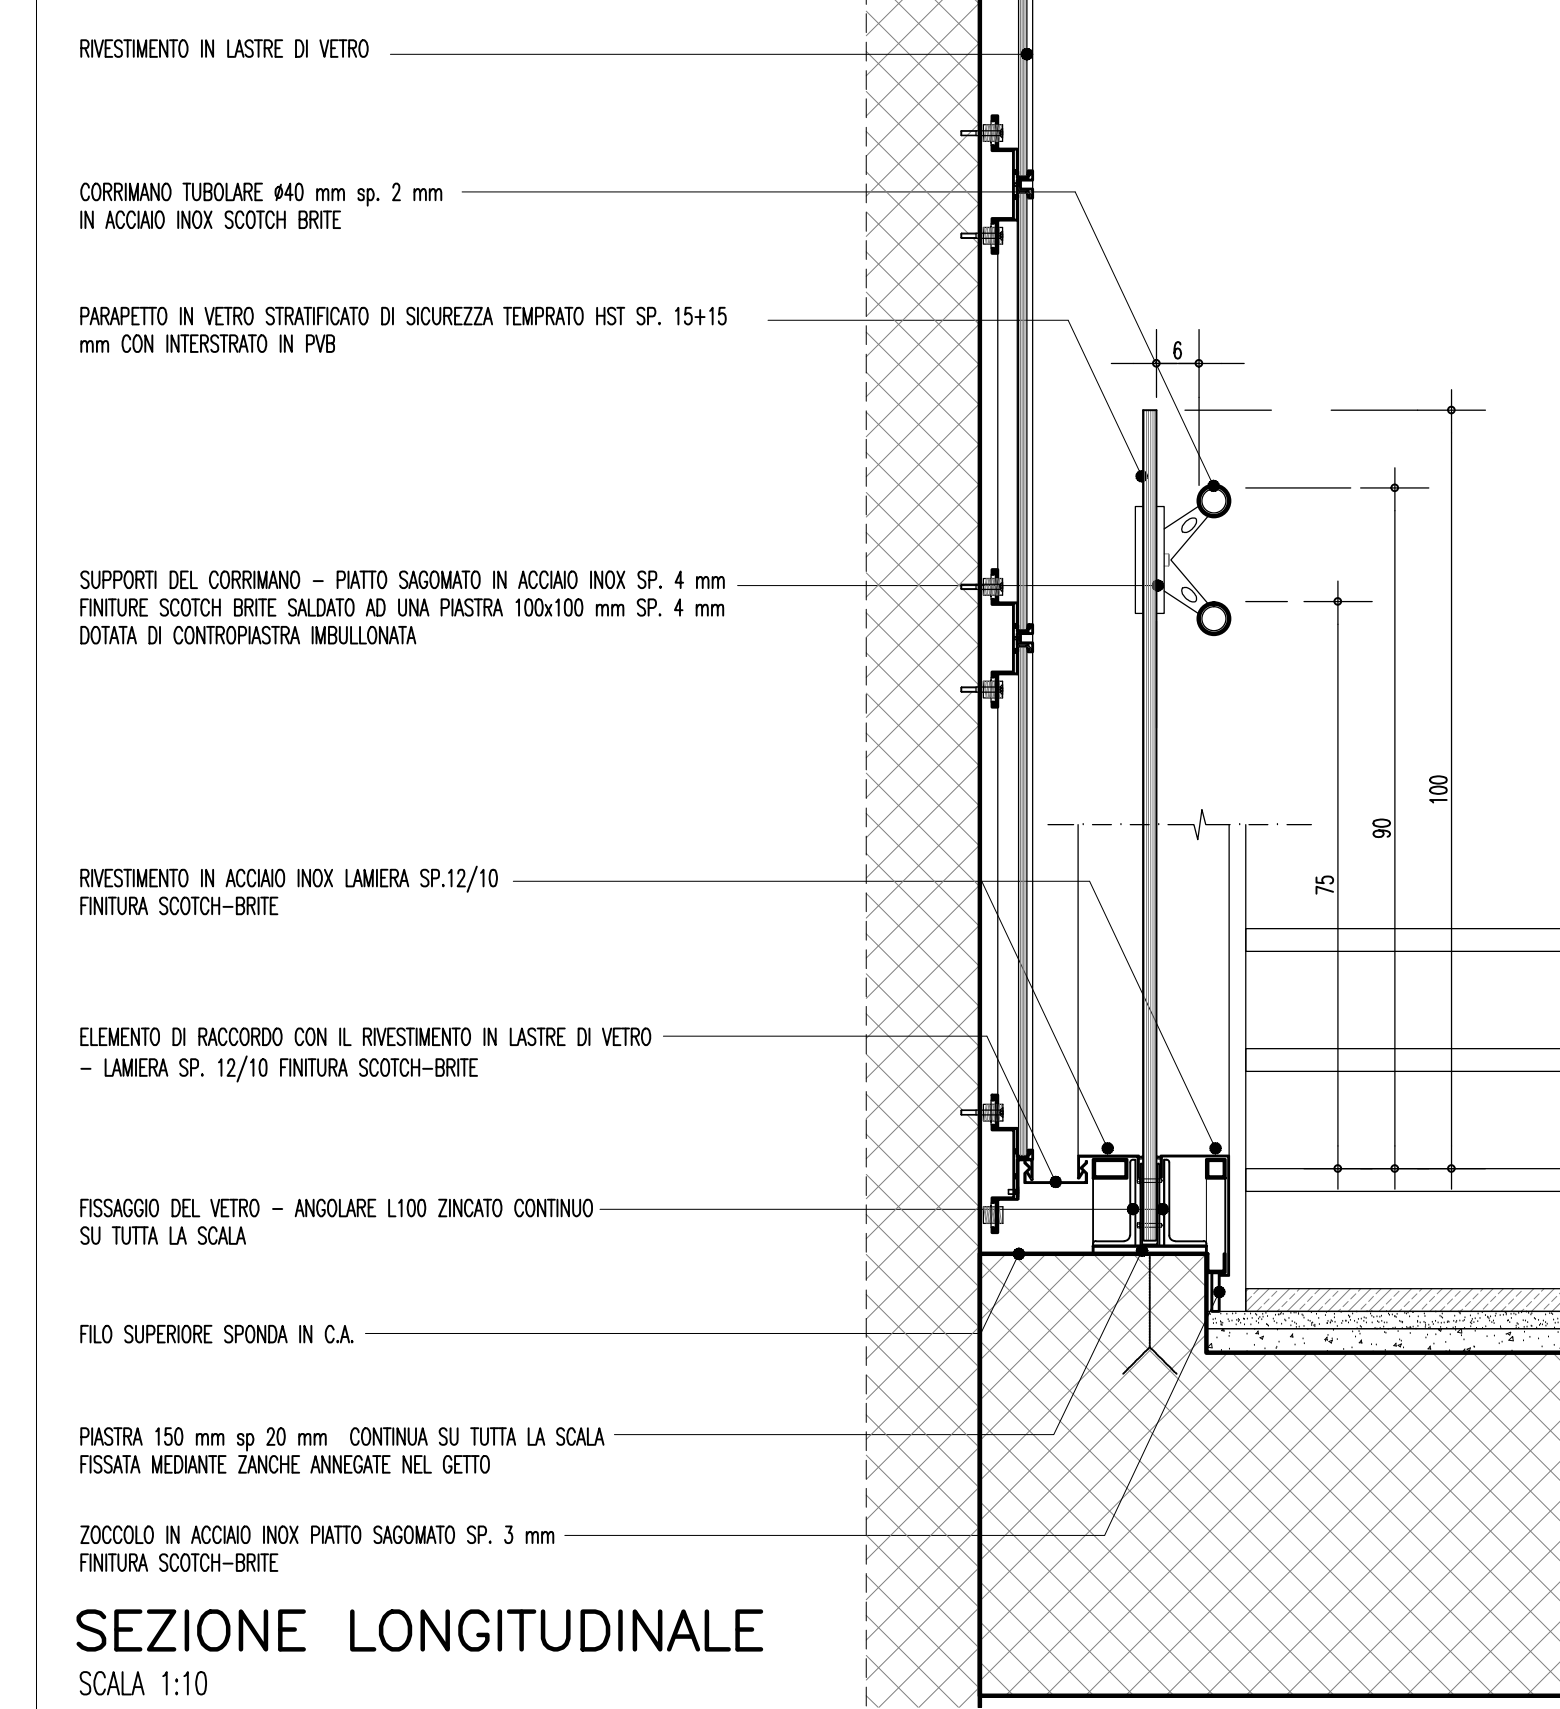 RIVESTIMENTO IN LASTRE DI VETRO
CORRIMANO TUBOLARE ø40 mm sp. 2 mm
IN ACCIAIO INOX SCOTCH BRITE
PARAPETTO IN VETRO STRATIFICATO DI SICUREZZA TEMPRATO HST SP. 15+15
mm CON INTERSTRATO IN PVB
6
SUPPORTI DEL CORRIMANO – PIATTO SAGOMATO IN ACCIAIO INOX SP. 4 mm
FINITURE SCOTCH BRITE SALDATO AD UNA PIASTRA 100x100 mm SP. 4 mm
DOTATA DI CONTROPIASTRA IMBULLONATA
100
90
75
RIVESTIMENTO IN ACCIAIO INOX LAMIERA SP.12/10
FINITURA SCOTCH–BRITE
ELEMENTO DI RACCORDO CON IL RIVESTIMENTO IN LASTRE DI VETRO
– LAMIERA SP. 12/10 FINITURA SCOTCH–BRITE
FISSAGGIO DEL VETRO – ANGOLARE L100 ZINCATO CONTINUO
SU TUTTA LA SCALA
FILO SUPERIORE SPONDA IN C.A.
PIASTRA 150 mm sp 20 mm CONTINUA SU TUTTA LA SCALA
FISSATA MEDIANTE ZANCHE ANNEGATE NEL GETTO
ZOCCOLO IN ACCIAIO INOX PIATTO SAGOMATO SP. 3 mm
FINITURA SCOTCH–BRITE
SEZIONE LONGITUDINALE
SCALA 1:10